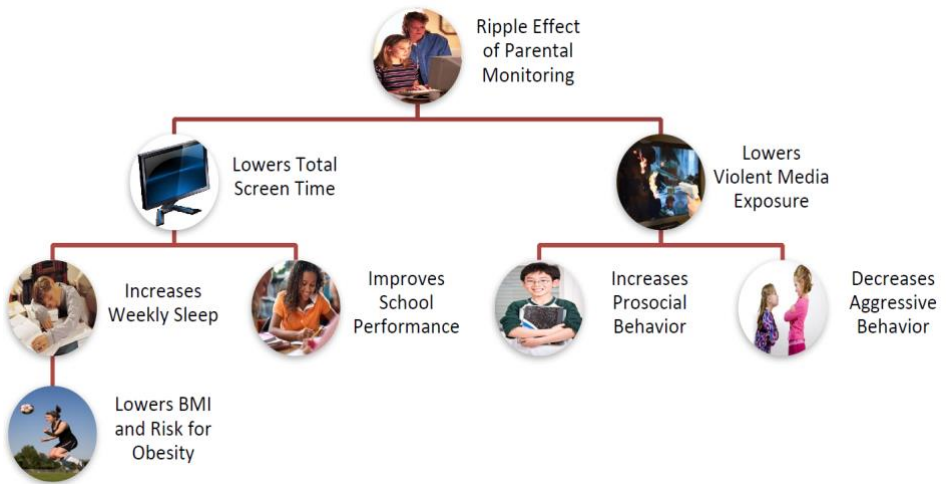 Ripple Effect
of Parental
Monitoring
Lowers Total
Screen Time
Lowers
Violent Media
Exposure
Increases
Weekly Sleep
Improves
School
Performance
Increases
Prosocial
Behavior
Decreases
Aggressive
Behavior
Lowers BMI
and Risk for
Obesity